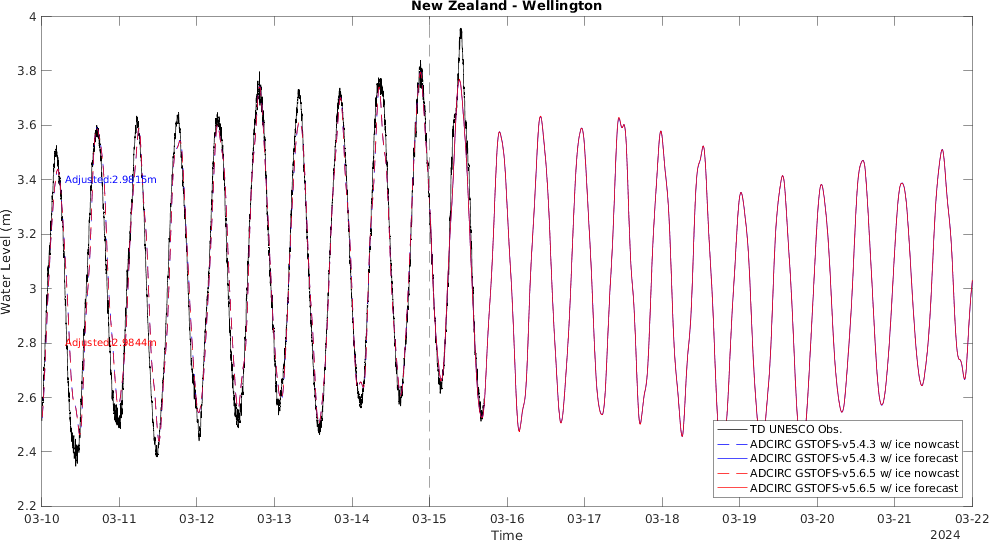 New Zealand - Wellington
4
3.8
3.6
3.4
3.2
3
2.8
2.6
2.4
2.2
Water Level (m)
Adjusted:2.9815m
Adjusted:2.9844m
TD UNESCO Obs.
ADCIRC GSTOFS-v5.4.3 w/ ice nowcast
ADCIRC GSTOFS-v5.4.3 w/ ice forecast
ADCIRC GSTOFS-v5.6.5 w/ ice nowcast
ADCIRC GSTOFS-v5.6.5 w/ ice forecast
03-10 03-11 03-12 03-13 03-14 03-15 03-16 03-17 03-18 03-19 03-20 03-21 03-22
Time
2024